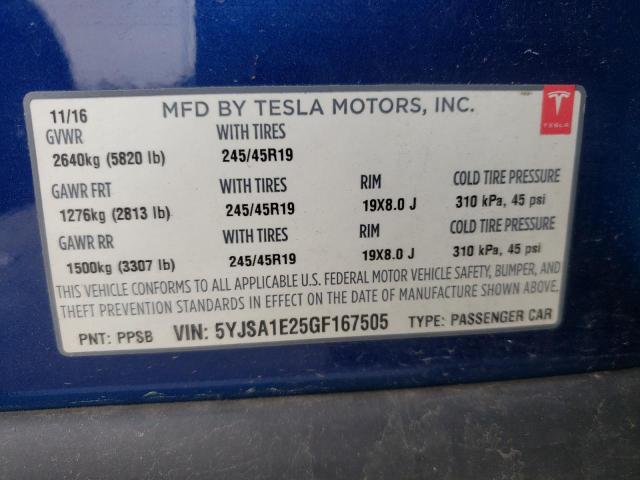 11/16 MFD BY TESLA MOTORS, INC.
TESLA
GVWR WITH TIRES
2640kg (5820 lb) 245/45R19
GAWR FRT WITH TIRES RIM COLD TIRE PRESSURE
1276kg (2813 lb) 245/45R19 19X8.0 J 310 kPa, 45 psi
GAWR RR WITH TIRES RIM COLD TIRE PRESSURE
1500kg (3307 lb) 245/45R19 19X8.0 J 310 kPa, 45 psi
THIS VEHICLE CONFORMS TO ALL APPLICABLE U.S. FEDERAL MOTOR VEHICLE SAFETY, BUMPER, AND
THEFT PREVENTION STANDARDS IN EFFECT ON THE DATE OF MANUFACTURE SHOWN ABOVE.
PNT: PPSB VIN: 5YJSA1E25GF167505 TYPE: PASSENGER CAR